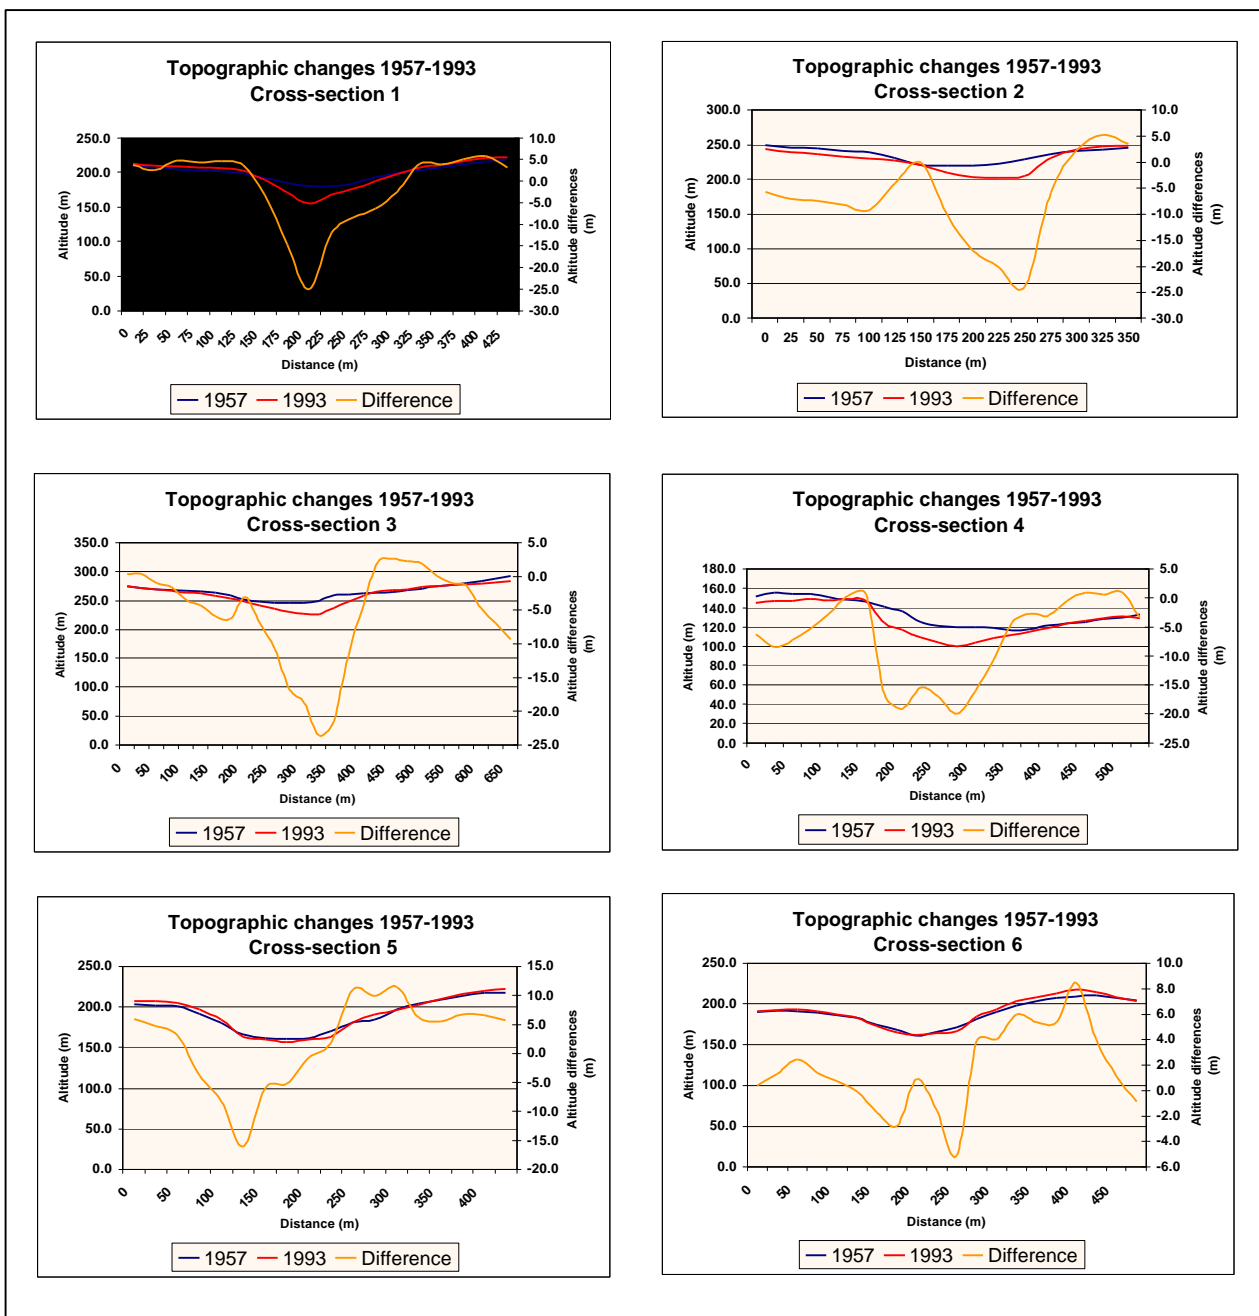 Topographic changes 1957-1993
Cross-section 1
250.0
200.0
150.0
100.0
50.0
0.0
Altitude (m)
10.0
5.0
0.0
-5.0
-10.0
-15.0
-20.0
-25.0
-30.0
Altitude differences
(m)
0 25 50 75 100 125 150 175 200 225 250 275 300 325 350 375 400 425
Distance (m)
1957 1993 Difference
Topographic changes 1957-1993
Cross-section 2
300.0
250.0
200.0
150.0
100.0
50.0
0.0
Altitude (m)
10.0
5.0
0.0
-5.0
-10.0
-15.0
-20.0
-25.0
-30.0
Altitude differences
(m)
0 25 50 75 100 125 150 175 200 225 250 275 300 325 350
Distance (m)
1957 1993 Difference
Topographic changes 1957-1993
Cross-section 3
350.0
300.0
250.0
200.0
150.0
100.0
50.0
0.0
Altitude (m)
5.0
0.0
-5.0
-10.0
-15.0
-20.0
-25.0
Altitude differences
(m)
0 50 100 150 200 250 300 350 400 450 500 550 600 650
Distance (m)
1957 1993 Difference
Topographic changes 1957-1993
Cross-section 4
180.0
160.0
140.0
120.0
100.0
80.0
60.0
40.0
20.0
0.0
Altitude (m)
5.0
0.0
-5.0
-10.0
-15.0
-20.0
-25.0
Altitude differences
(m)
0 50 100 150 200 250 300 350 400 450 500
Distance (m)
1957 1993 Difference
Topographic changes 1957-1993
Cross-section 5
250.0
200.0
150.0
100.0
50.0
0.0
Altitude (m)
15.0
10.0
5.0
0.0
-5.0
-10.0
-15.0
-20.0
Altitude differences
(m)
0 50 100 150 200 250 300 350 400
Distance (m)
1957 1993 Difference
Topographic changes 1957-1993
Cross-section 6
250.0
200.0
150.0
100.0
50.0
0.0
Altitude (m)
10.0
8.0
6.0
4.0
2.0
0.0
-2.0
-4.0
-6.0
Altitude differences
(m)
0 50 100 150 200 250 300 350 400 450
Distance (m)
1957 1993 Difference